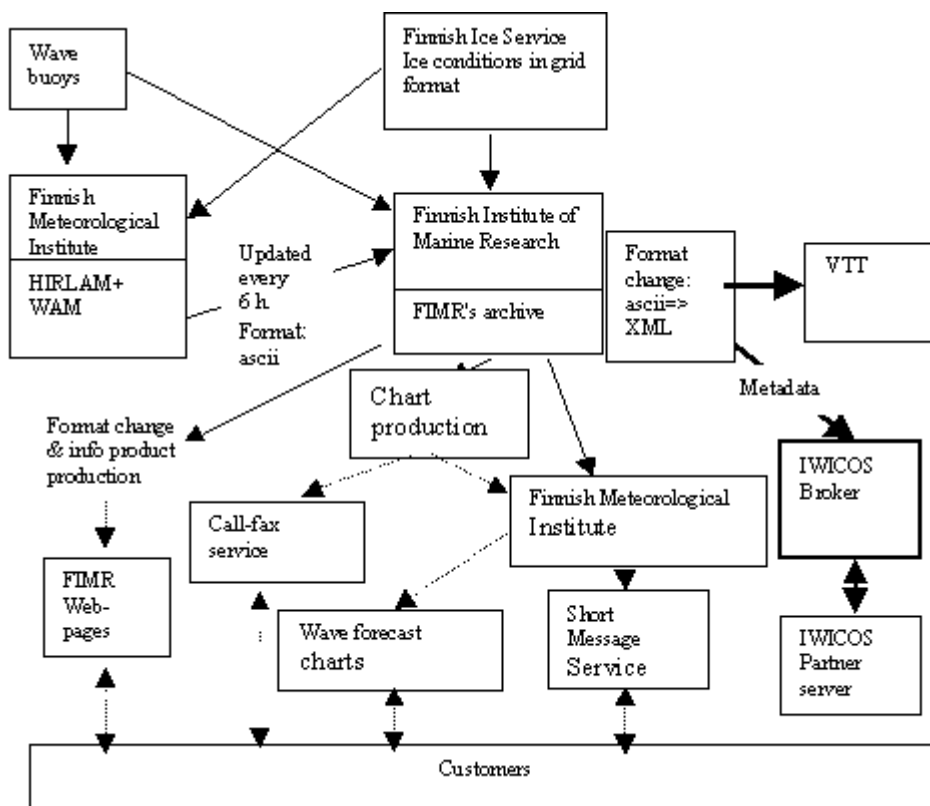 Wave
buoys
Finnish Ice Service
Ice conditions in grid
format
Finnish
Meteorological
Institute
HIRLAM+
WAM
Updated
every
6 h
Format:
ascii
Finnish Institute of
Marine Research
FIMR's archive
Format
change:
ascii=>
XML
VTT
Metadata
Chart
production
Format change
& info product
production
Call-fax
service
Finnish Meteorological
Institute
IWICOS
Broker
FIMR
Web-
pages
Wave forecast
charts
Short
Message
Service
IWICOS
Partner
server
Customers